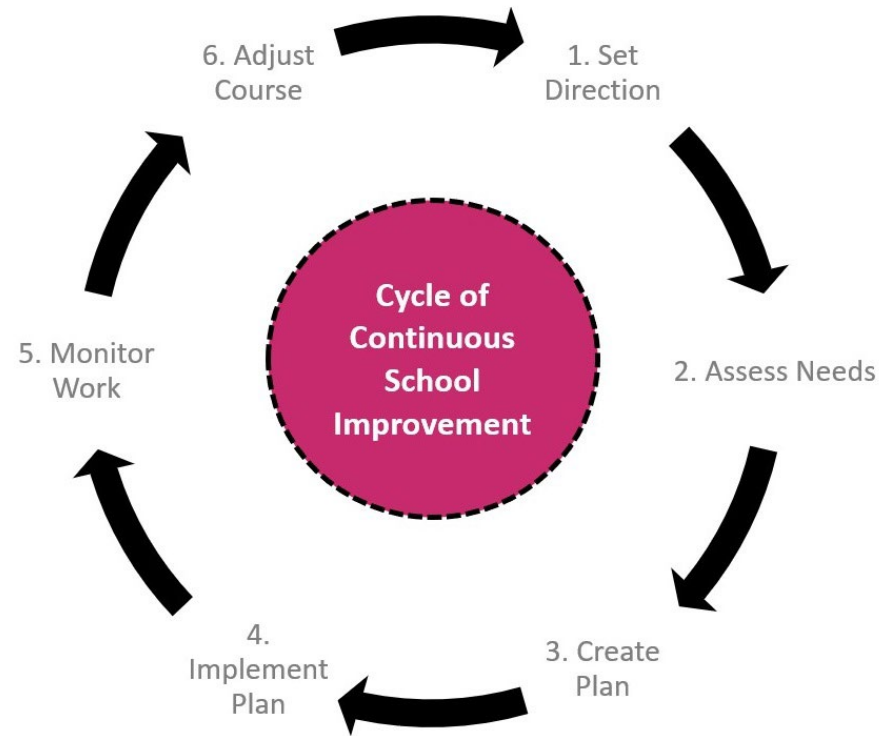 Cycle of
Continuous
School
Improvement
1. Set
Direction
2. Assess Needs
3. Create
Plan
4.
Implement
Plan
5. Monitor
Work
6. Adjust
Course